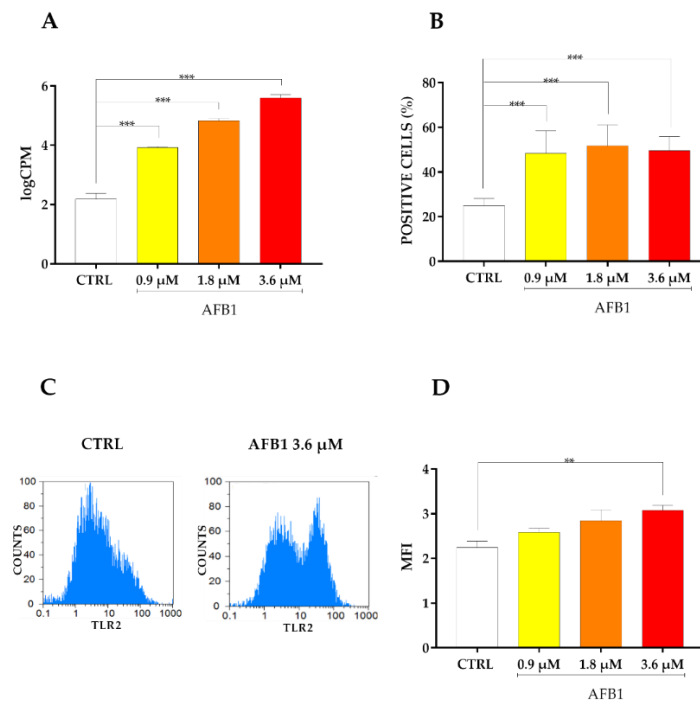 A
logCPM
6
4
2
0
***
***
***
CTRL
0.9 µM
1.8 µM
3.6 µM
AFB1
B
POSITIVE CELLS (%)
80
60
40
20
0
***
***
***
CTRL
0.9 µM
1.8 µM
3.6 µM
AFB1
C
CTRL
COUNTS
100
80
60
40
20
0
0.1
1
10
100
1000
TLR2
AFB1 3.6 µM
COUNTS
100
80
60
40
20
0
0.1
1
10
100
1000
TLR2
D
MFI
4
3
2
1
0
**
CTRL
0.9 µM
1.8 µM
3.6 µM
AFB1